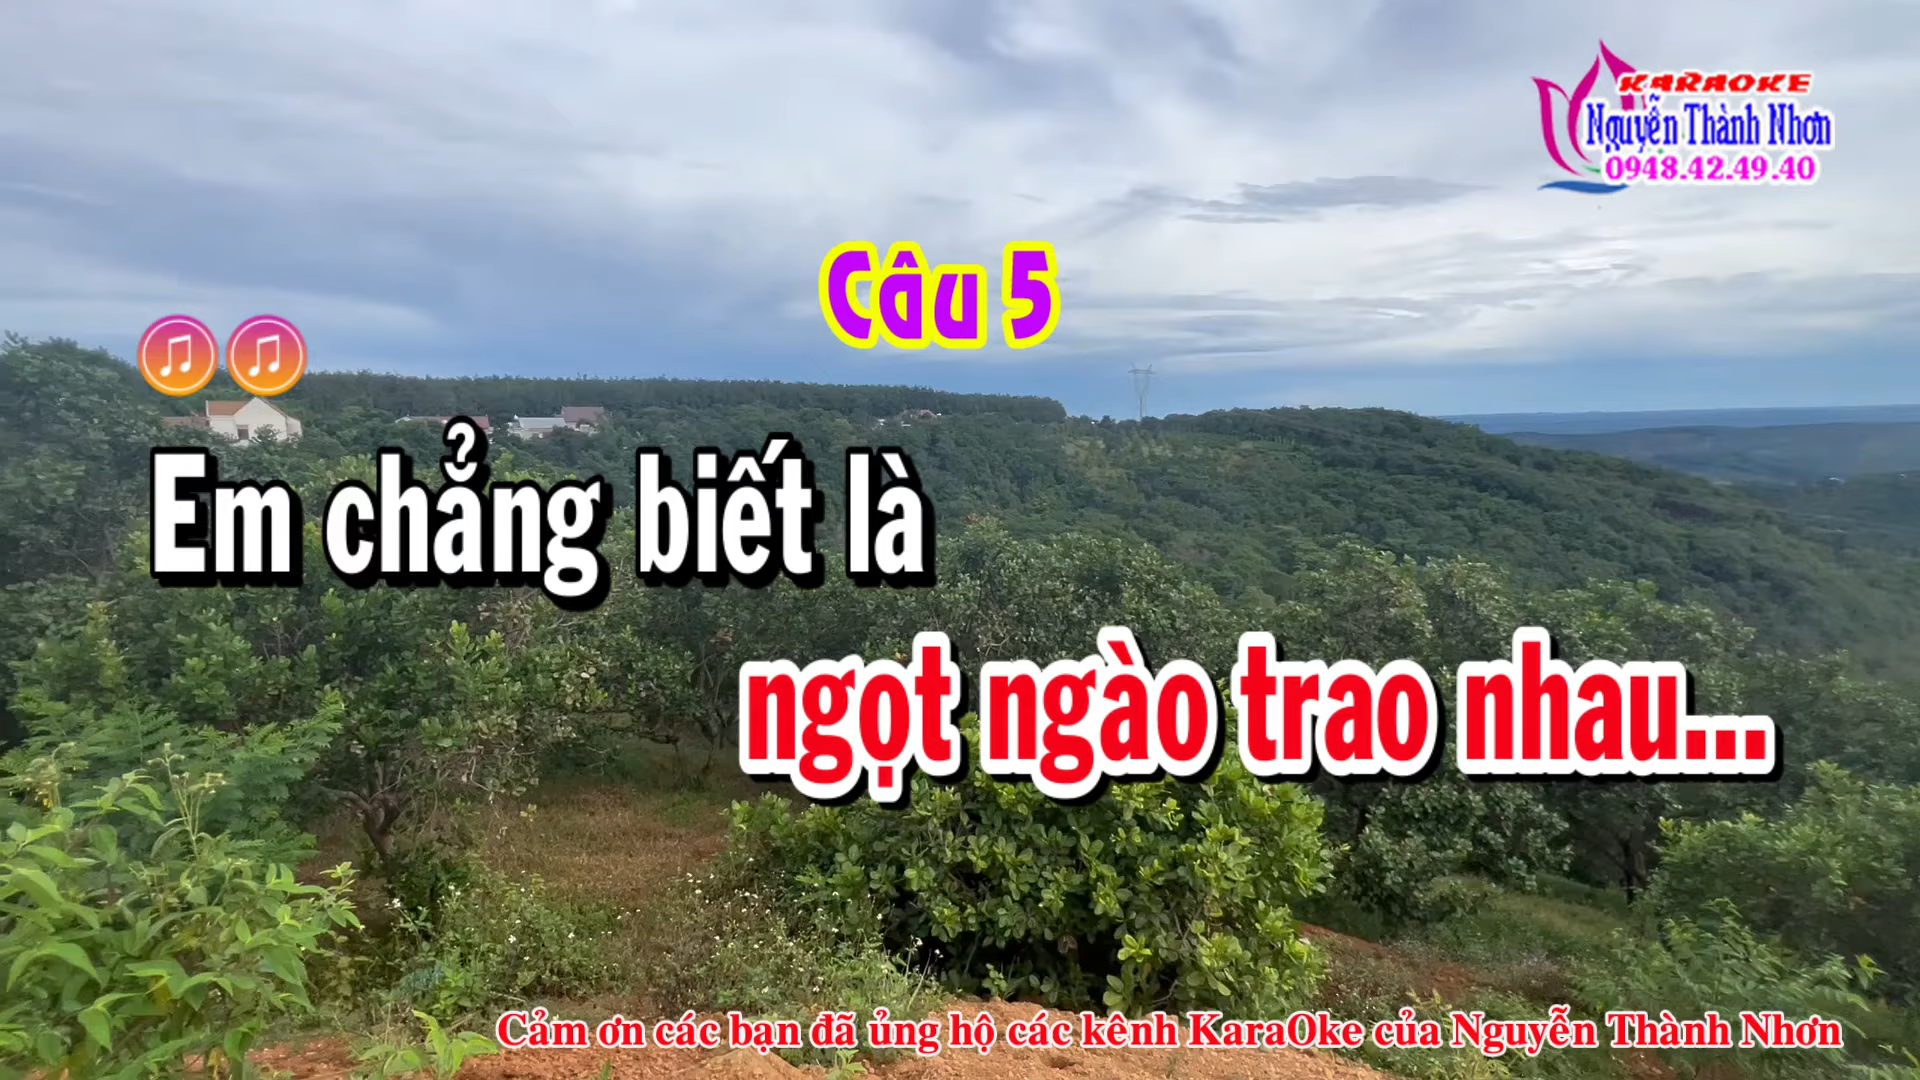 KARAOKE
Nguyễn Thành Nhơn
0948.42.49.40
Câu 5
Em chẳng biết là
ngọt ngào trao nhau...
Cảm ơn các bạn đã ủng hộ các kênh KaraOke của Nguyễn Thành Nhơn